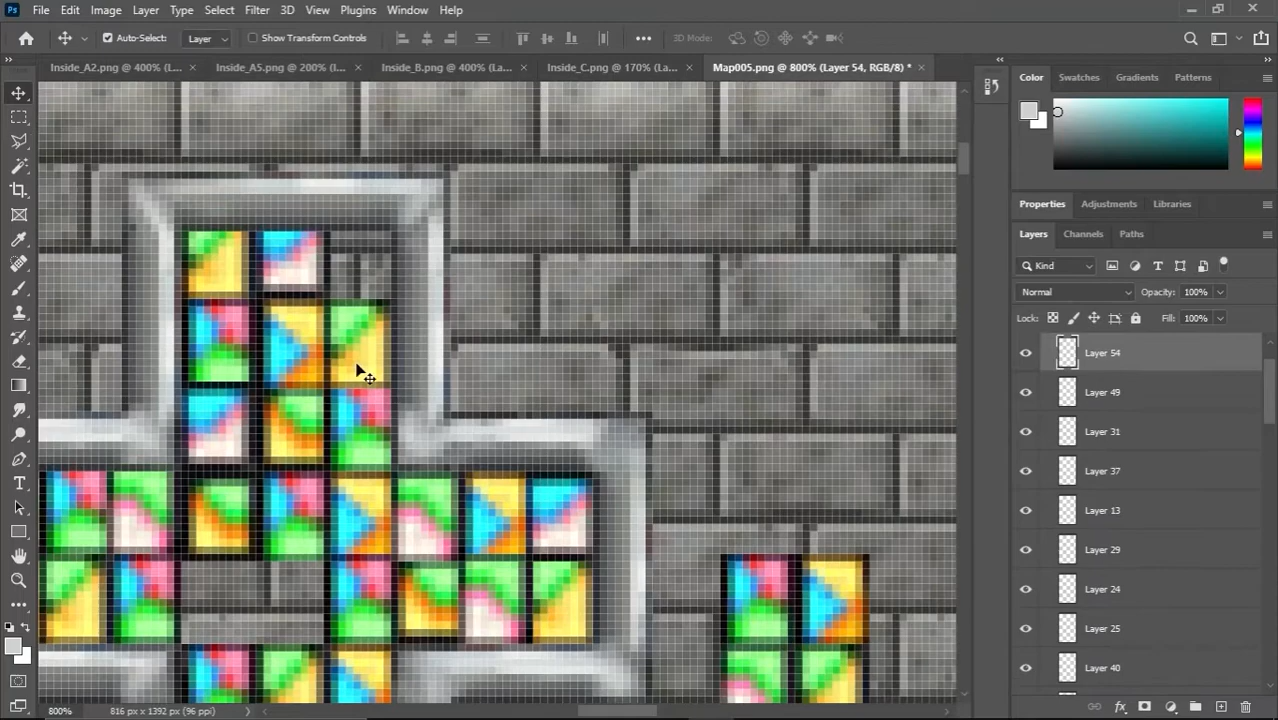 Ps File Edit Image Layer Type Select Filter 3D View Plugins Window Help
Auto-Select: Layer Show Transform Controls 3D Mode:
Inside_A2.png @ 400% (L... × Inside_A5.png @ 200% (l... × Inside_B.png @ 400% (La... × Inside_C.png @ 170% (La... × Map005.png @ 800% (Layer 54, RGB/8) * ×
Color Swatches Gradients Patterns
Properties Adjustments Libraries
Layers Channels Paths
Kind
Normal Opacity: 100%
Lock: Fill: 100%
Layer 54
Layer 49
Layer 31
Layer 37
Layer 13
Layer 29
Layer 24
Layer 25
Layer 40
800% 816 px x 1392 px (96 ppi)